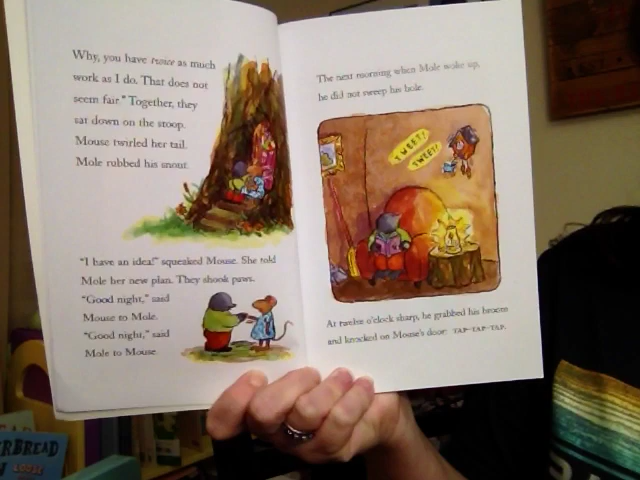 Why, you have twice as much
work as I do. That does not
seem fair." Together, they
sat down on the stoop.
Mouse twirled her tail.
Mole rubbed his snout.
"I have an idea!" squeaked Mouse. She told
Mole her new plan. They shook paws.
"Good night," said
Mouse to Mole.
"Good night," said
Mole to Mouse.
The next morning when Mole woke up,
he did not sweep his hole.
TWEET!
TWEET!
At twelve o'clock sharp, he grabbed his broom
and knocked on Mouse's door: TAP-TAP-TAP.
ERBREAD
LOOSE